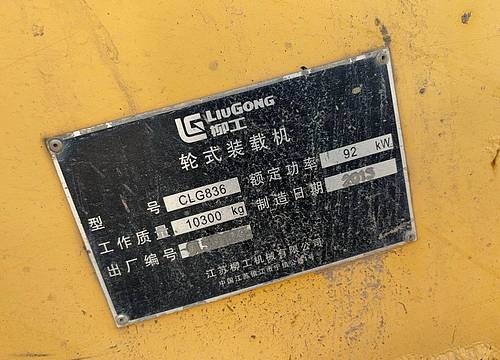 LIUGONG
柳工
轮式装载机
型 号 CLG836 额定功率 92 kW
工作质量 10300 kg 制造日期 2013
出厂编号 L
江苏柳工机械有限公司